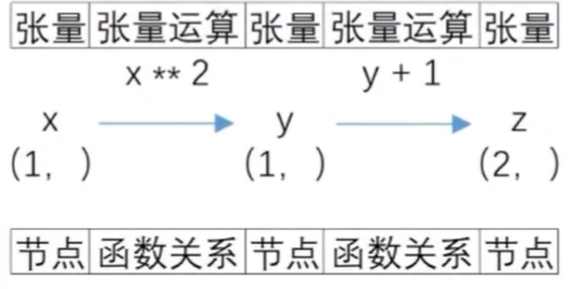 张量 张量运算 张量 张量运算 张量
x ** 2 y + 1
x y z
(1, ) (1, ) (2, )
节点 函数关系 节点 函数关系 节点